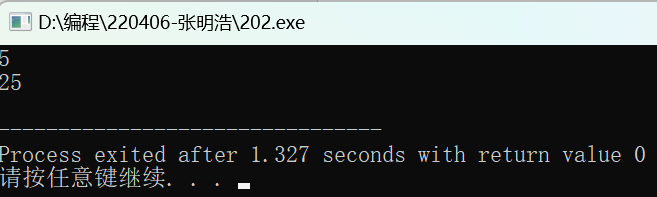 D:\编程\220406-张明浩\202.exe
5
25
--------------------------------
Process exited after 1.327 seconds with return value 0
请按任意键继续. . .